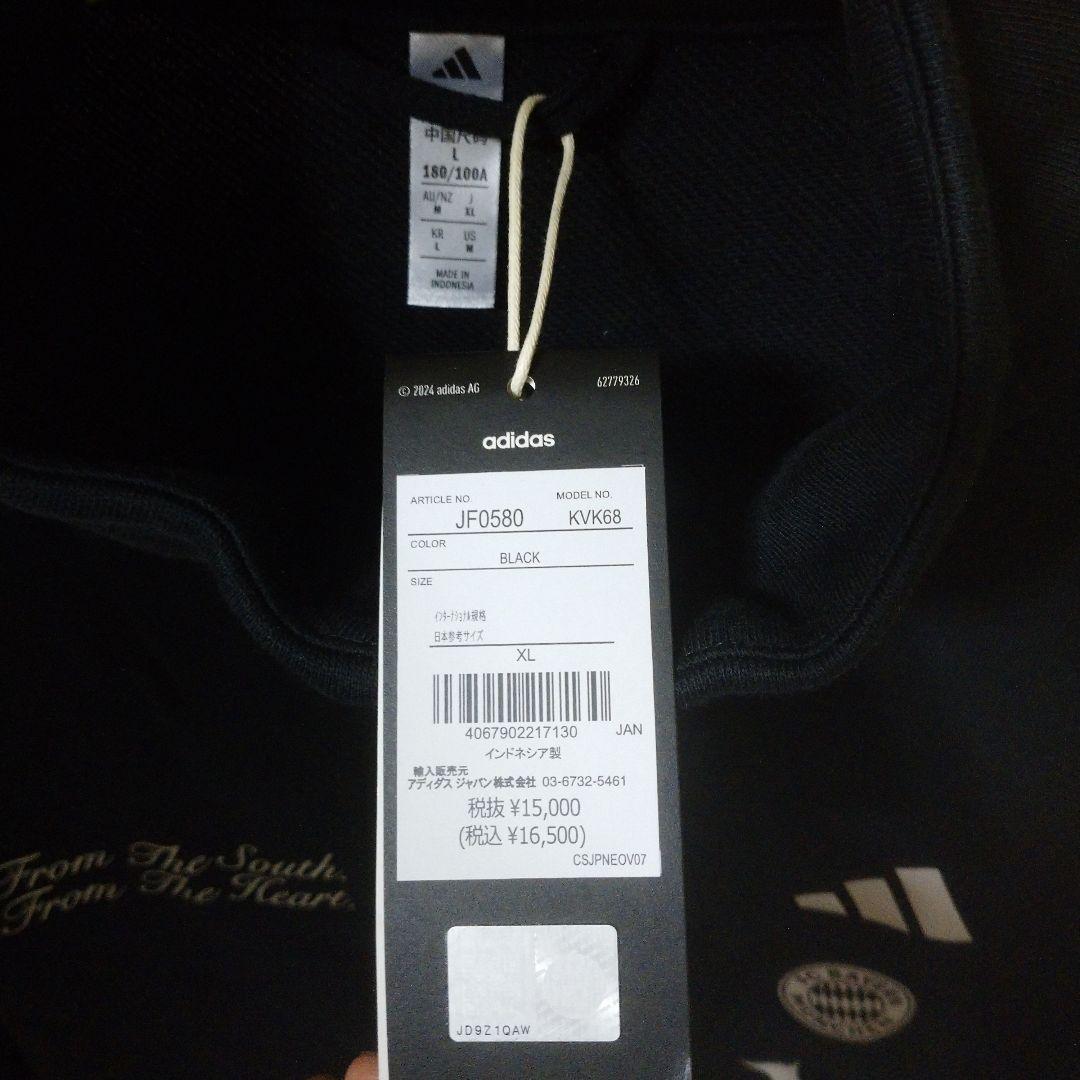 中国尺码
L
180/100A
AU/NZ J
M XL
KR US
L M
MADE IN
INDONESIA
© 2024 adidas AG 62779326
adidas
ARTICLE NO. MODEL NO.
JF0580 KVK68
COLOR
BLACK
SIZE
インターナショナル規格
日本参考サイズ
XL
4067902217130 JAN
インドネシア製
輸入販売元
アディダス ジャパン株式会社 03-6732-5461
税抜 ¥15,000
(税込 ¥16,500)
CSJPNEOV07
From The South.
From The Heart.
FC BAYERN
MÜNCHEN
JD9Z1QAW